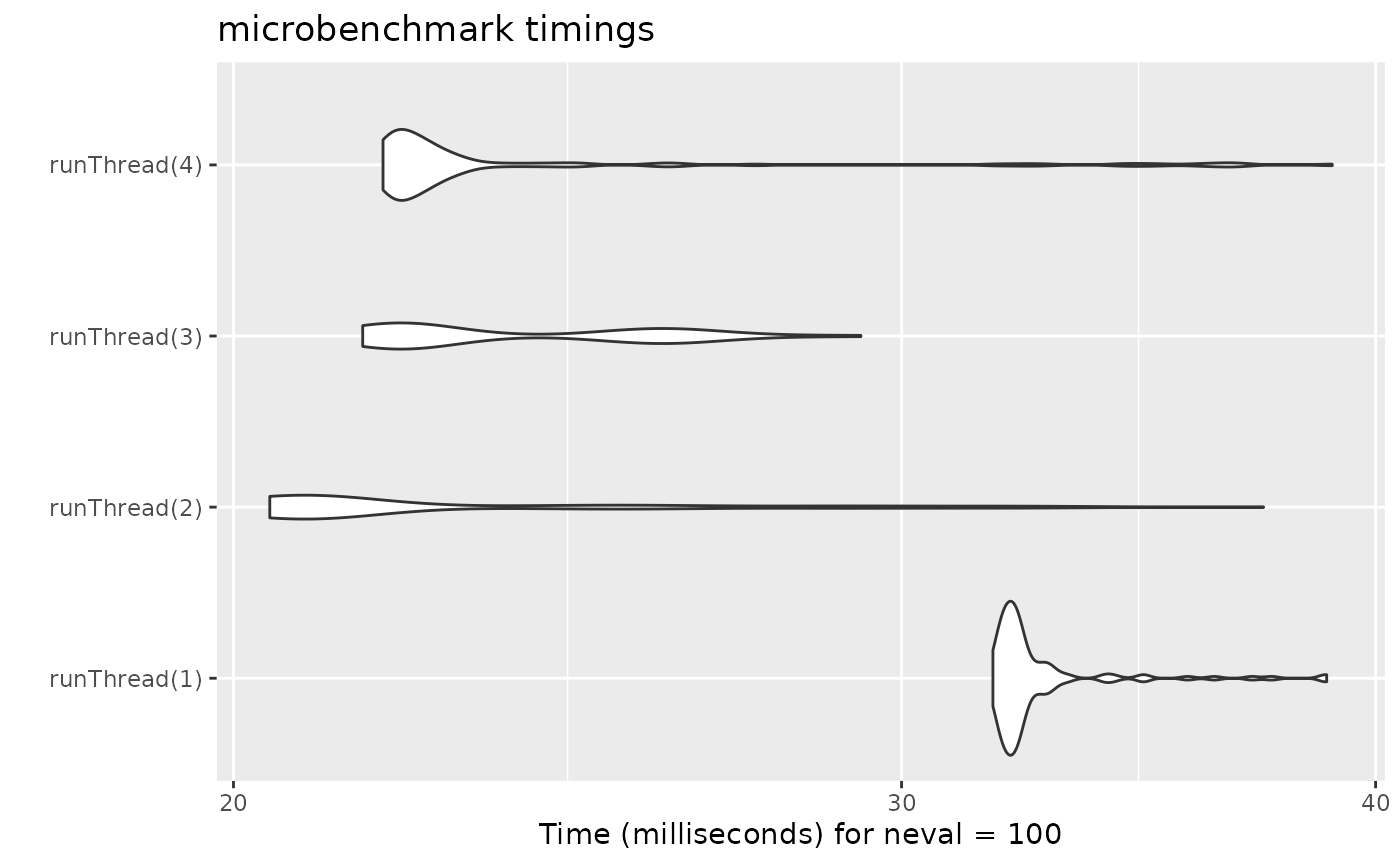 microbenchmark timings
runThread(4)
runThread(3)
runThread(2)
runThread(1)
20 30 40
Time (milliseconds) for neval = 100